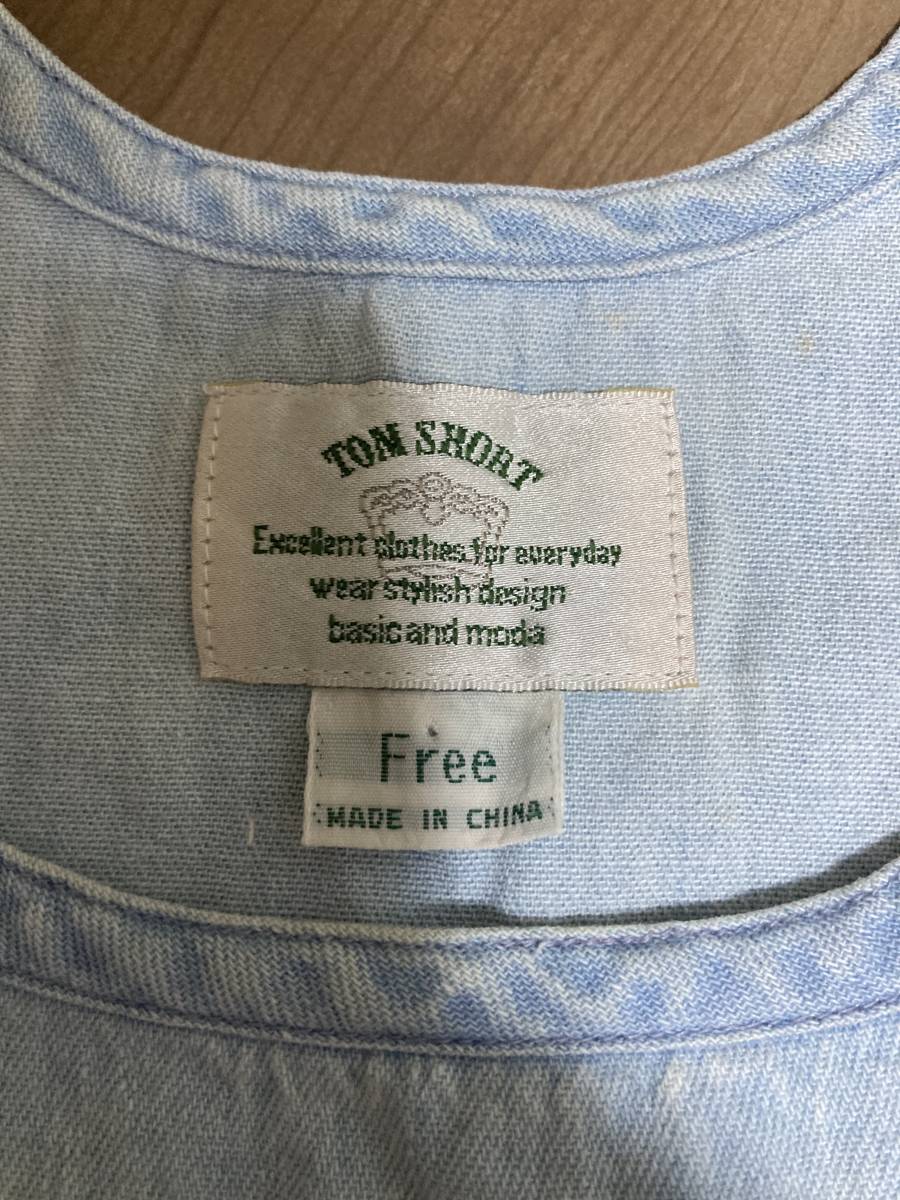 TOM SHORT
Excellent clothes for everyday
wear stylish design
basic and moda
Free
MADE IN CHINA